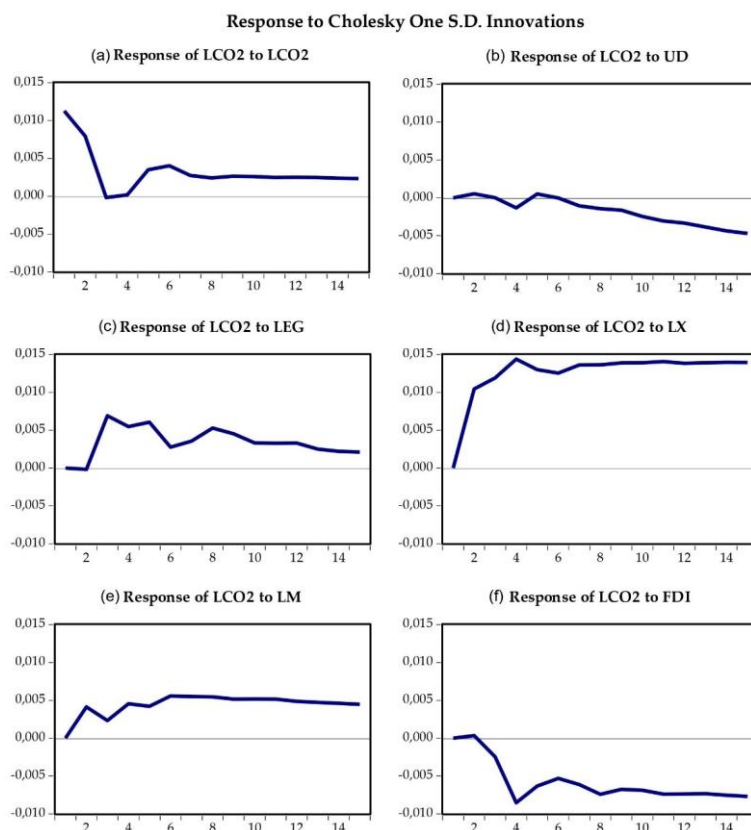 Response to Cholesky One S.D. Innovations
(a) Response of LCO2 to LCO2
0,015
0,010
0,005
0,000
-0,005
-0,010
2 4 6 8 10 12 14
(b) Response of LCO2 to UD
0,015
0,010
0,005
0,000
-0,005
-0,010
2 4 6 8 10 12 14
(c) Response of LCO2 to LEG
0,015
0,010
0,005
0,000
-0,005
-0,010
2 4 6 8 10 12 14
(d) Response of LCO2 to LX
0,015
0,010
0,005
0,000
-0,005
-0,010
2 4 6 8 10 12 14
(e) Response of LCO2 to LM
0,015
0,010
0,005
0,000
-0,005
-0,010
2 4 6 8 10 12 14
(f) Response of LCO2 to FDI
0,015
0,010
0,005
0,000
-0,005
-0,010
2 4 6 8 10 12 14